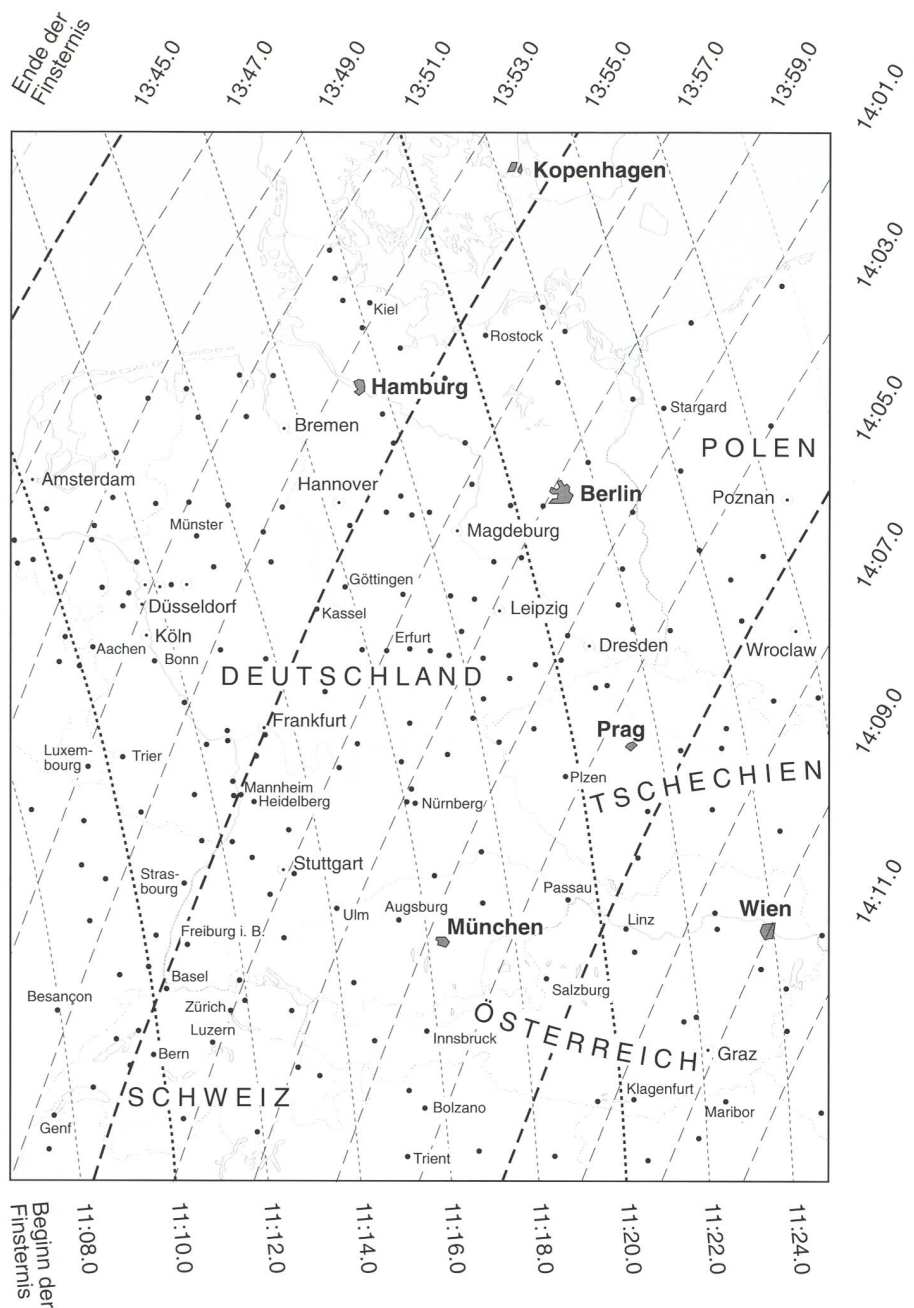 Ende der
Finsternis
13:45.0
13:47.0
13:49.0
13:51.0
13:53.0
13:55.0
13:57.0
13:59.0
14:01.0
14:03.0
14:05.0
14:07.0
14:09.0
14:11.0
Kopenhagen
Kiel
Rostock
Hamburg
Stargard
Bremen
POLEN
Amsterdam
Hannover
Berlin
Poznan
Münster
Magdeburg
Göttingen
Düsseldorf
Kassel
Leipzig
Köln
Erfurt
Aachen
Bonn
Dresden
Wroclaw
DEUTSCHLAND
Frankfurt
Prag
Luxem-
bourg
Trier
TSCHECHIEN
Plzen
Mannheim
Heidelberg
Nürnberg
Stuttgart
Stras-
bourg
Passau
Ulm
Augsburg
Wien
Linz
München
Freiburg i. B.
Basel
Salzburg
Besançon
Zürich
ÖSTERREICH
Luzern
Innsbruck
Bern
Graz
Klagenfurt
SCHWEIZ
Bolzano
Maribor
Genf
Trient
Beginn der
Finsternis
11:08.0
11:10.0
11:12.0
11:14.0
11:16.0
11:18.0
11:20.0
11:22.0
11:24.0